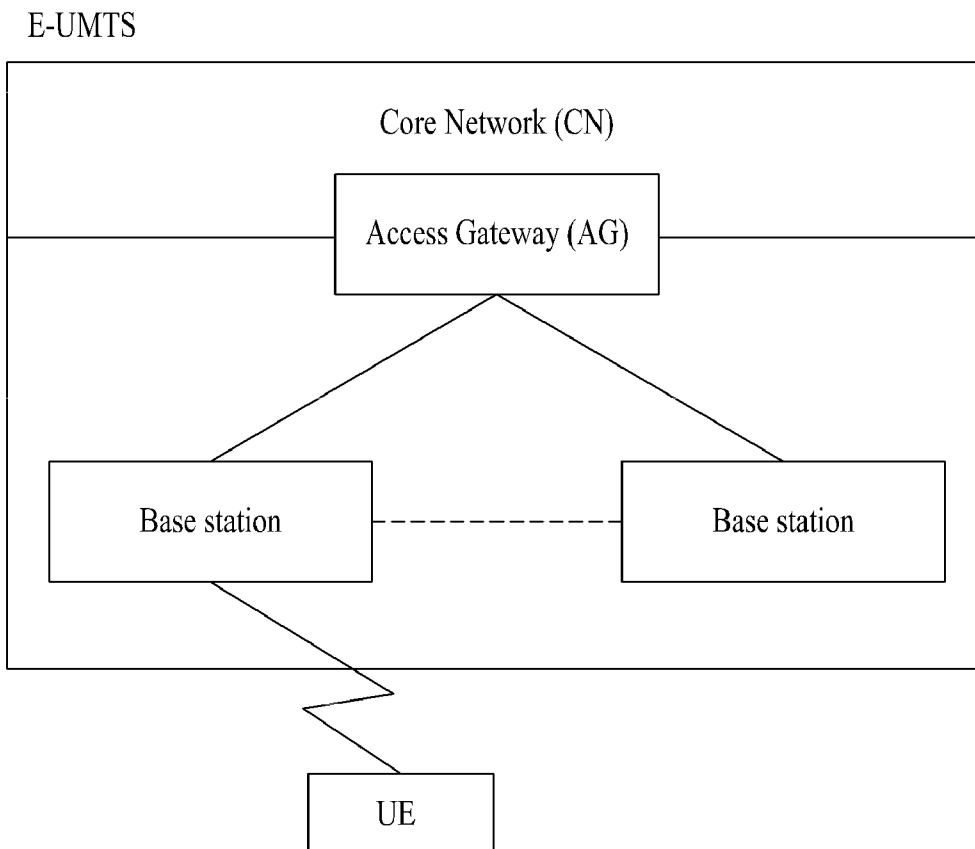 E-UMTS
Core Network (CN)
Access Gateway (AG)
Base station
Base station
UE